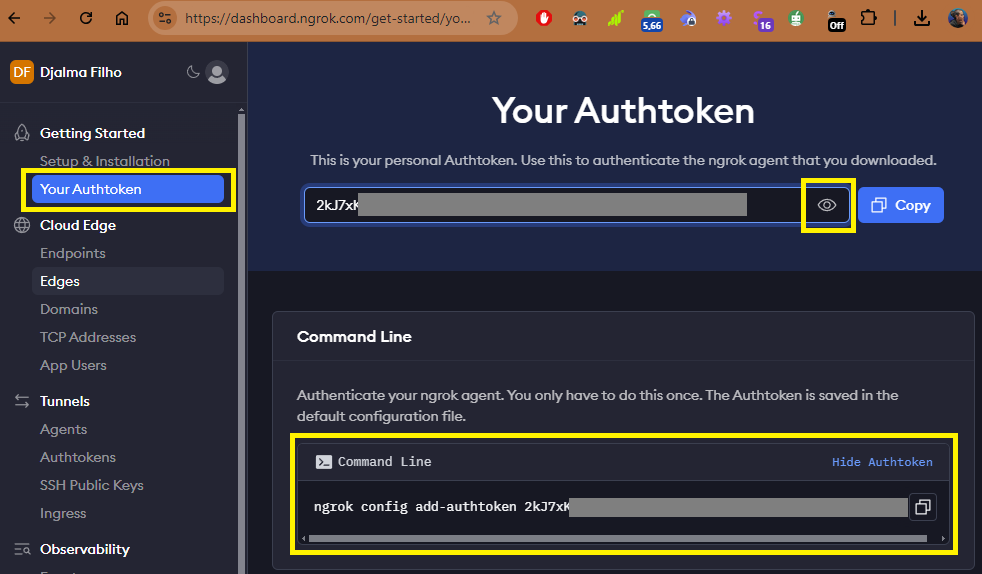 https://dashboard.ngrok.com/get-started/yo...
5,66
16
Off
DF Djalma Filho
Getting Started
Setup & Installation
Your Authtoken
Cloud Edge
Endpoints
Edges
Domains
TCP Addresses
App Users
Tunnels
Agents
Authtokens
SSH Public Keys
Ingress
Observability
Your Authtoken
This is your personal Authtoken. Use this to authenticate the ngrok agent that you downloaded.
2kJ7xK
Copy
Command Line
Authenticate your ngrok agent. You only have to do this once. The Authtoken is saved in the
default configuration file.
Command Line
Hide Authtoken
ngrok config add-authtoken 2kJ7xK